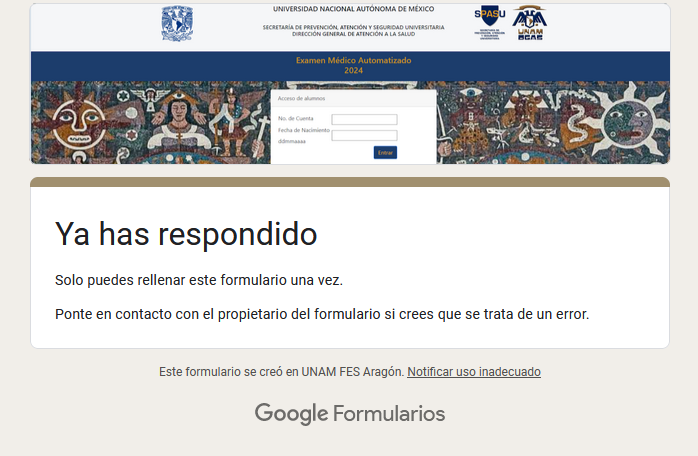 UNIVERSIDAD NACIONAL AUTÓNOMA DE MÉXICO
SECRETARÍA DE PREVENCIÓN, ATENCIÓN Y SEGURIDAD UNIVERSITARIA
DIRECCIÓN GENERAL DE ATENCIÓN A LA SALUD
SPASU
UNAM
DGAS
Examen Médico Automatizado
2024
Acceso de alumnos
No. de Cuenta
Fecha de Nacimiento
ddmmaaaa
Entrar
Ya has respondido
Solo puedes rellenar este formulario una vez.
Ponte en contacto con el propietario del formulario si crees que se trata de un error.
Este formulario se creó en UNAM FES Aragón. Notificar uso inadecuado
Google Formularios